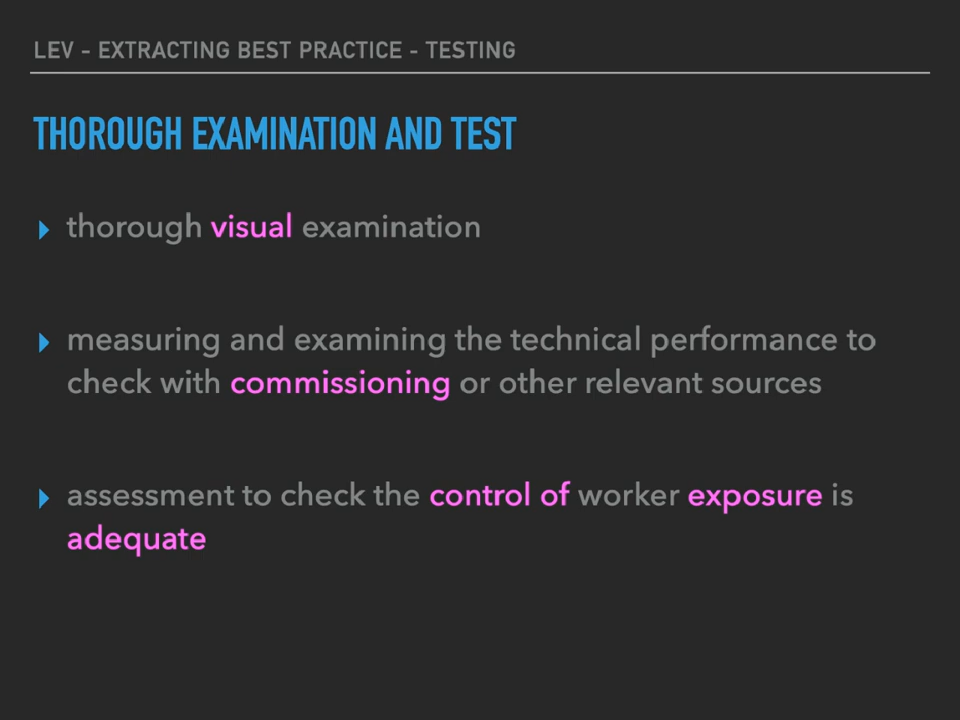 LEV - EXTRACTING BEST PRACTICE - TESTING
THOROUGH EXAMINATION AND TEST
thorough visual examination
measuring and examining the technical performance to
check with commissioning or other relevant sources
assessment to check the control of worker exposure is
adequate